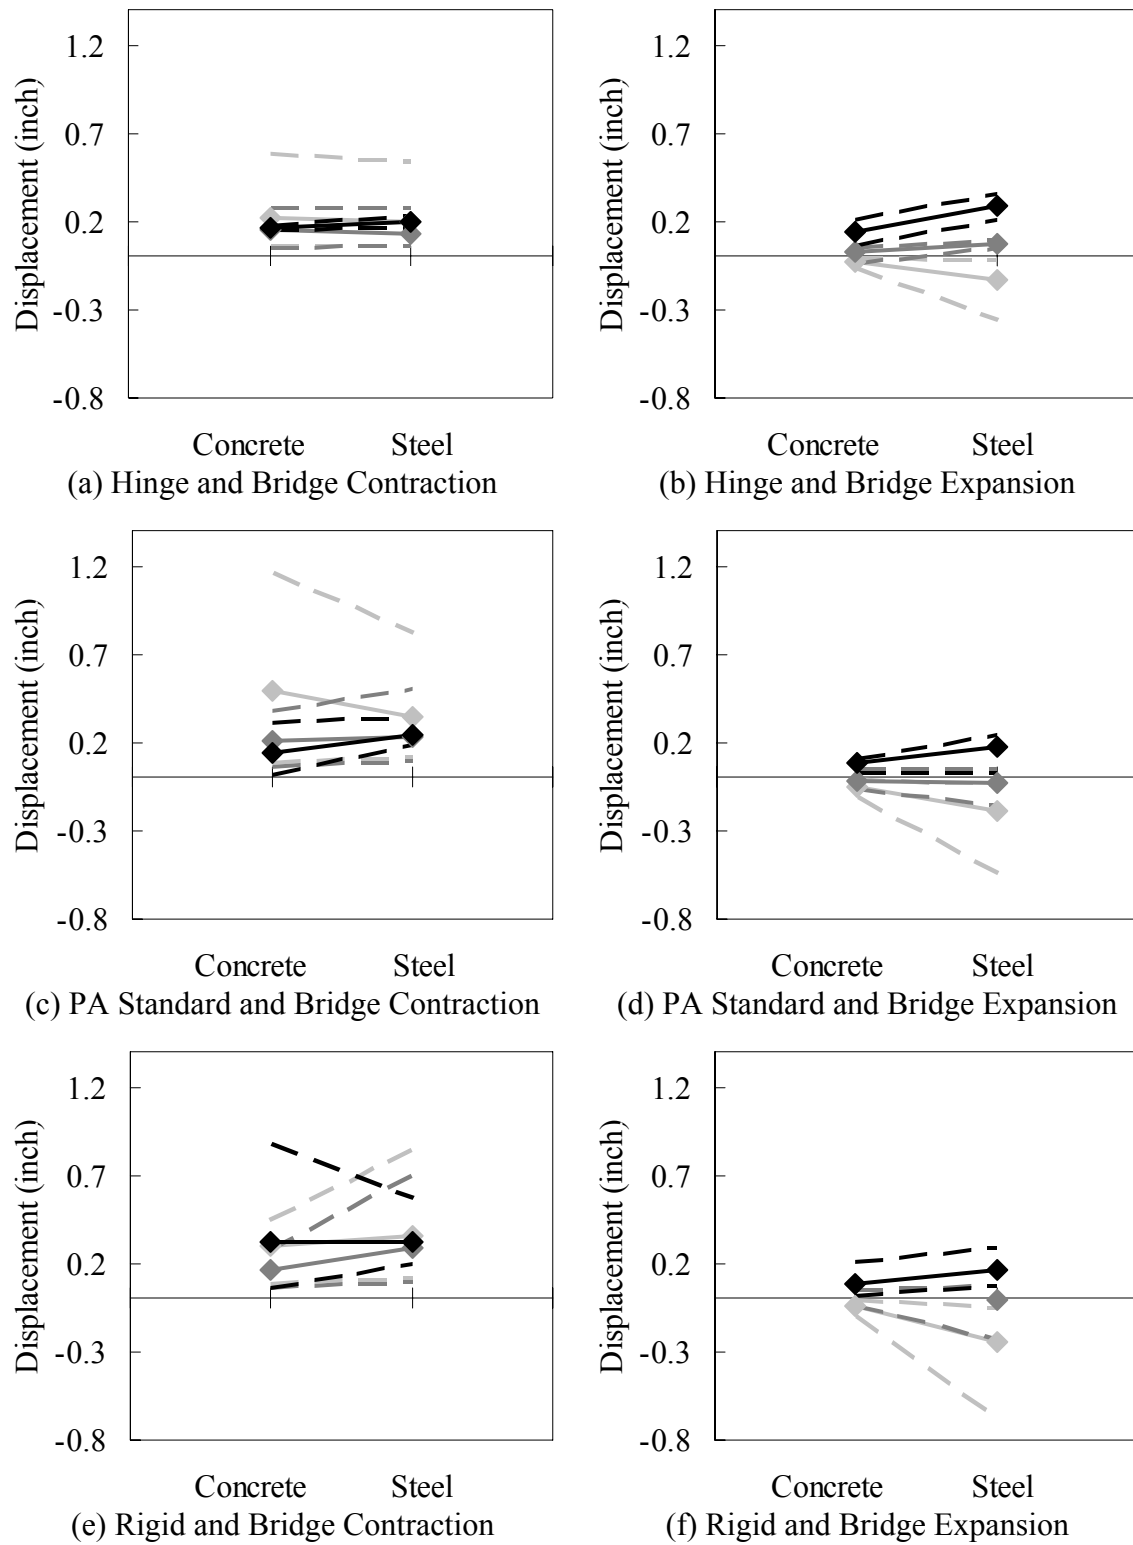 1.2
0.7
0.2
-0.3
-0.8
Displacement (inch)
Concrete Steel
(a) Hinge and Bridge Contraction
1.2
0.7
0.2
-0.3
-0.8
Displacement (inch)
Concrete Steel
(b) Hinge and Bridge Expansion
1.2
0.7
0.2
-0.3
-0.8
Displacement (inch)
Concrete Steel
(c) PA Standard and Bridge Contraction
1.2
0.7
0.2
-0.3
-0.8
Displacement (inch)
Concrete Steel
(d) PA Standard and Bridge Expansion
1.2
0.7
0.2
-0.3
-0.8
Displacement (inch)
Concrete Steel
(e) Rigid and Bridge Contraction
1.2
0.7
0.2
-0.3
-0.8
Displacement (inch)
Concrete Steel
(f) Rigid and Bridge Expansion